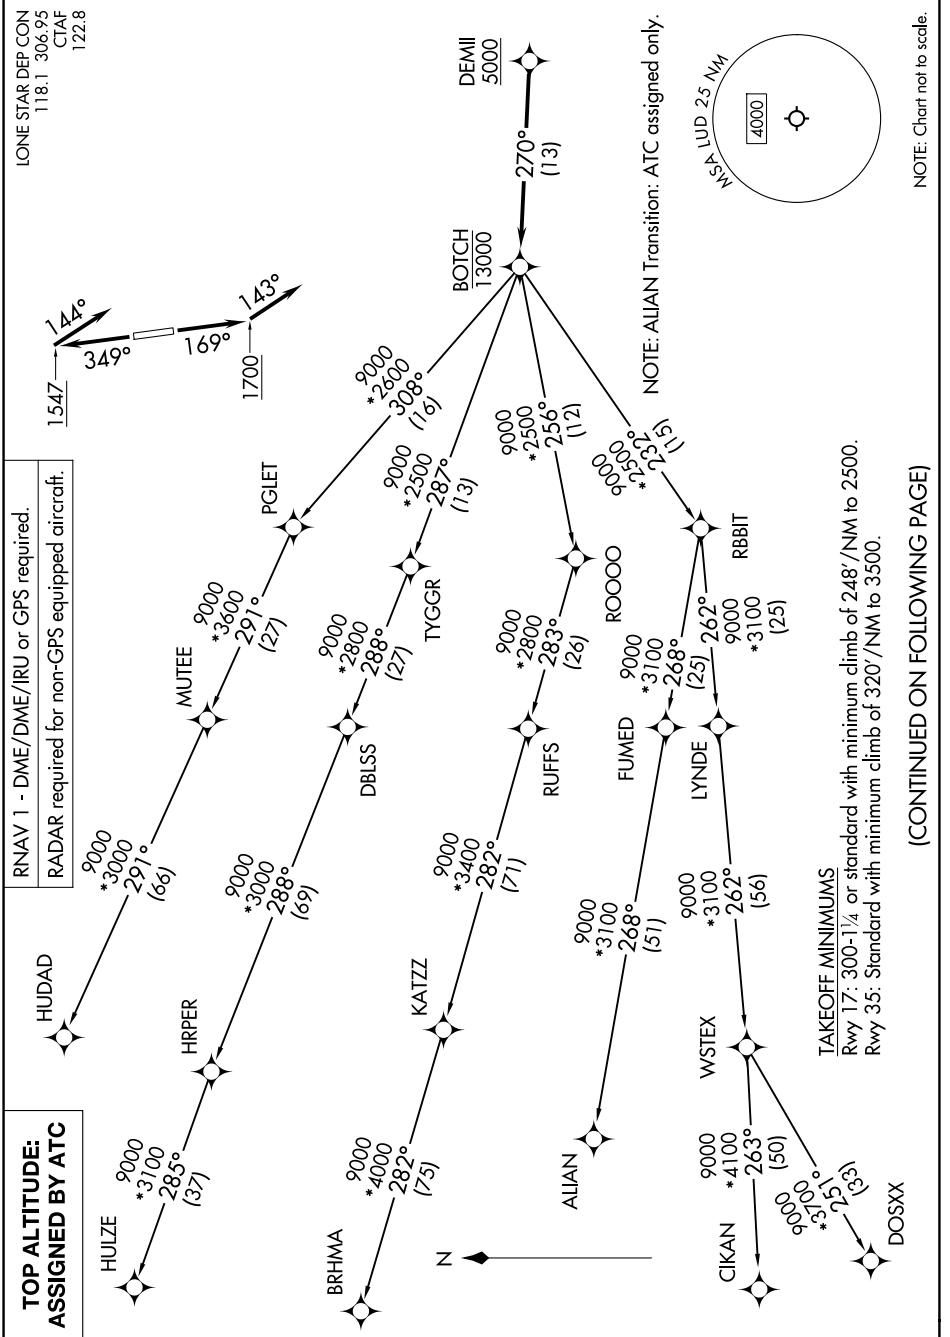 TOP ALTITUDE:
ASSIGNED BY ATC
RNAV 1 - DME/DME/IRU or GPS required.
RADAR required for non-GPS equipped aircraft.
LONE STAR DEP CON
118.1 306.95
CTAF
122.8
1547
144°
349°
169°
1700
143°
HUDAD
9000
*3000
291°
(66)
MUTEE
9000
*3600
291°
(27)
PGLET
9000
*2600
308°
(16)
HULZE
9000
*3100
285°
(37)
HRPER
9000
*3000
288°
(69)
DBLSS
9000
*2800
288°
(27)
TYGGR
9000
*2500
287°
(13)
BOTCH
13000
270°
(13)
DEMII
5000
BRHMA
9000
*4000
282°
(75)
KATZZ
9000
*3400
282°
(71)
RUFFS
9000
*2800
283°
(26)
ROOOO
9000
*2500
256°
(12)
N
ALIAN
9000
*3100
268°
(51)
FUMED
9000
*3100
268°
(25)
RBBIT
9000
*2500
232°
(15)
CIKAN
9000
*4100
263°
(50)
WSTEX
9000
*3100
262°
(56)
LYNDE
262°
9000
*3100
(25)
DOSXX
9000
*3700
251°
(33)
NOTE: ALIAN Transition: ATC assigned only.
MSA LUD 25 NM
4000
TAKEOFF MINIMUMS
Rwy 17: 300-1¼ or standard with minimum climb of 248'/NM to 2500.
Rwy 35: Standard with minimum climb of 320'/NM to 3500.
(CONTINUED ON FOLLOWING PAGE)
NOTE: Chart not to scale.